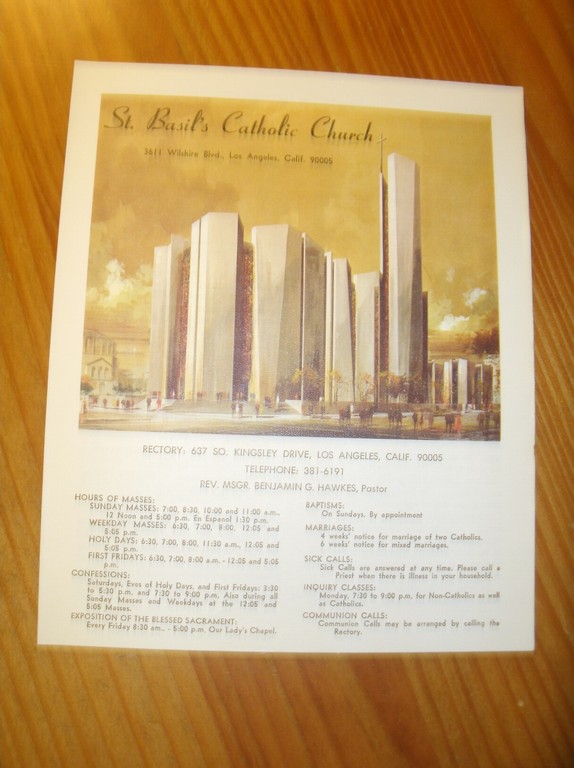 St. Basil's Catholic Church
3611 Wilshire Blvd., Los Angeles, Calif. 90005
RECTORY: 637 SO. KINGSLEY DRIVE, LOS ANGELES, CALIF. 90005
TELEPHONE: 381-6191
REV. MSGR. BENJAMIN G. HAWKES, Pastor
HOURS OF MASSES:
SUNDAY MASSES: 7:00, 8:30, 10:00 and 11:00 a.m.,
12 Noon and 5:00 p.m. En Espanol 1:30 p.m.
WEEKDAY MASSES: 6:30, 7:00, 8:00, 12:05 and
5:05 p.m.
HOLY DAYS: 6:30, 7:00, 8:00, 11:30 a.m., 12:05 and
5:05 p.m.
FIRST FRIDAYS: 6:30, 7:00, 8:00 a.m. - 12:05 and 5:05
p.m.
CONFESSIONS:
Saturdays, Eves of Holy Days, and First Fridays: 3:30
to 5:30 p.m. and 7:30 to 9:00 p.m. Also during all
Sunday Masses and Weekdays at the 12:05 and
5:05 Masses.
EXPOSITION OF THE BLESSED SACRAMENT:
Every Friday 8:30 am.. - 5:00 p.m. Our Lady's Chapel.
BAPTISMS:
On Sundays. By appointment
MARRIAGES:
4 weeks' notice for marriage of two Catholics.
6 weeks' notice for mixed marriages.
SICK CALLS:
Sick Calls are answered at any time. Please call a
Priest when there is illness in your household.
INQUIRY CLASSES:
Monday, 7:30 to 9:00 p.m. for Non-Catholics as well
as Catholics.
COMMUNION CALLS:
Communion Calls may be arranged by calling the
Rectory.